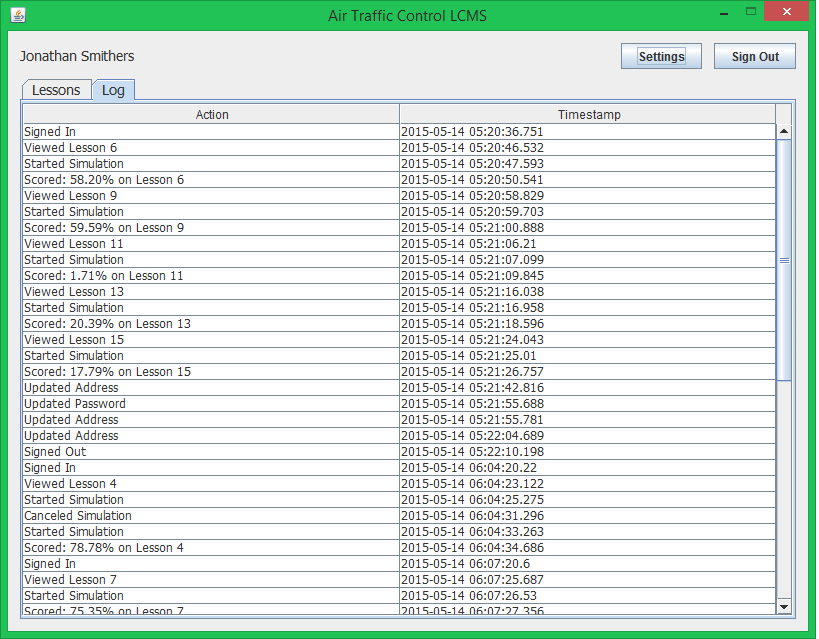 Air Traffic Control LCMS
Jonathan Smithers Settings Sign Out
Lessons Log
Action Timestamp
Signed In 2015-05-14 05:20:36.751
Viewed Lesson 6 2015-05-14 05:20:46.532
Started Simulation 2015-05-14 05:20:47.593
Scored: 58.20% on Lesson 6 2015-05-14 05:20:50.541
Viewed Lesson 9 2015-05-14 05:20:58.829
Started Simulation 2015-05-14 05:20:59.703
Scored: 59.59% on Lesson 9 2015-05-14 05:21:00.888
Viewed Lesson 11 2015-05-14 05:21:06.21
Started Simulation 2015-05-14 05:21:07.099
Scored: 1.71% on Lesson 11 2015-05-14 05:21:09.845
Viewed Lesson 13 2015-05-14 05:21:16.038
Started Simulation 2015-05-14 05:21:16.958
Scored: 20.39% on Lesson 13 2015-05-14 05:21:18.596
Viewed Lesson 15 2015-05-14 05:21:24.043
Started Simulation 2015-05-14 05:21:25.01
Scored: 17.79% on Lesson 15 2015-05-14 05:21:26.757
Updated Address 2015-05-14 05:21:42.816
Updated Password 2015-05-14 05:21:55.688
Updated Address 2015-05-14 05:21:55.781
Updated Address 2015-05-14 05:22:04.689
Signed Out 2015-05-14 05:22:10.198
Signed In 2015-05-14 06:04:20.22
Viewed Lesson 4 2015-05-14 06:04:23.122
Started Simulation 2015-05-14 06:04:25.275
Canceled Simulation 2015-05-14 06:04:31.296
Started Simulation 2015-05-14 06:04:33.263
Scored: 78.78% on Lesson 4 2015-05-14 06:04:34.686
Signed In 2015-05-14 06:07:20.6
Viewed Lesson 7 2015-05-14 06:07:25.687
Started Simulation 2015-05-14 06:07:26.53
Scored: 75.35% on Lesson 7 2015-05-14 06:07:27.356